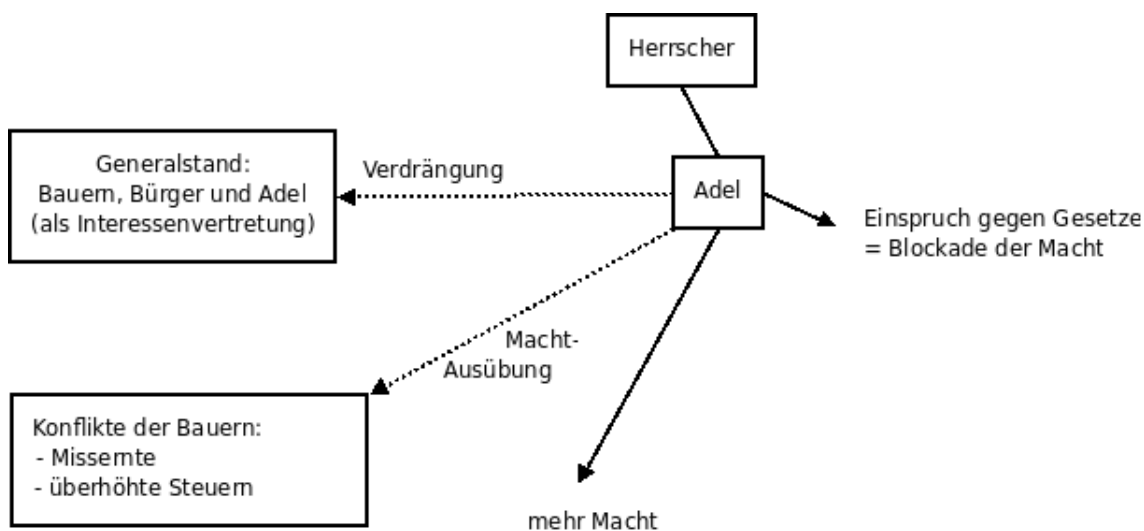 Herrscher
Generalstand:
Bauern, Bürger und Adel
(als Interessenvertretung)
Verdrängung
Adel
Einspruch gegen Gesetze
= Blockade der Macht
Macht-
Ausübung
Konflikte der Bauern:
- Missernte
- überhöhte Steuern
mehr Macht